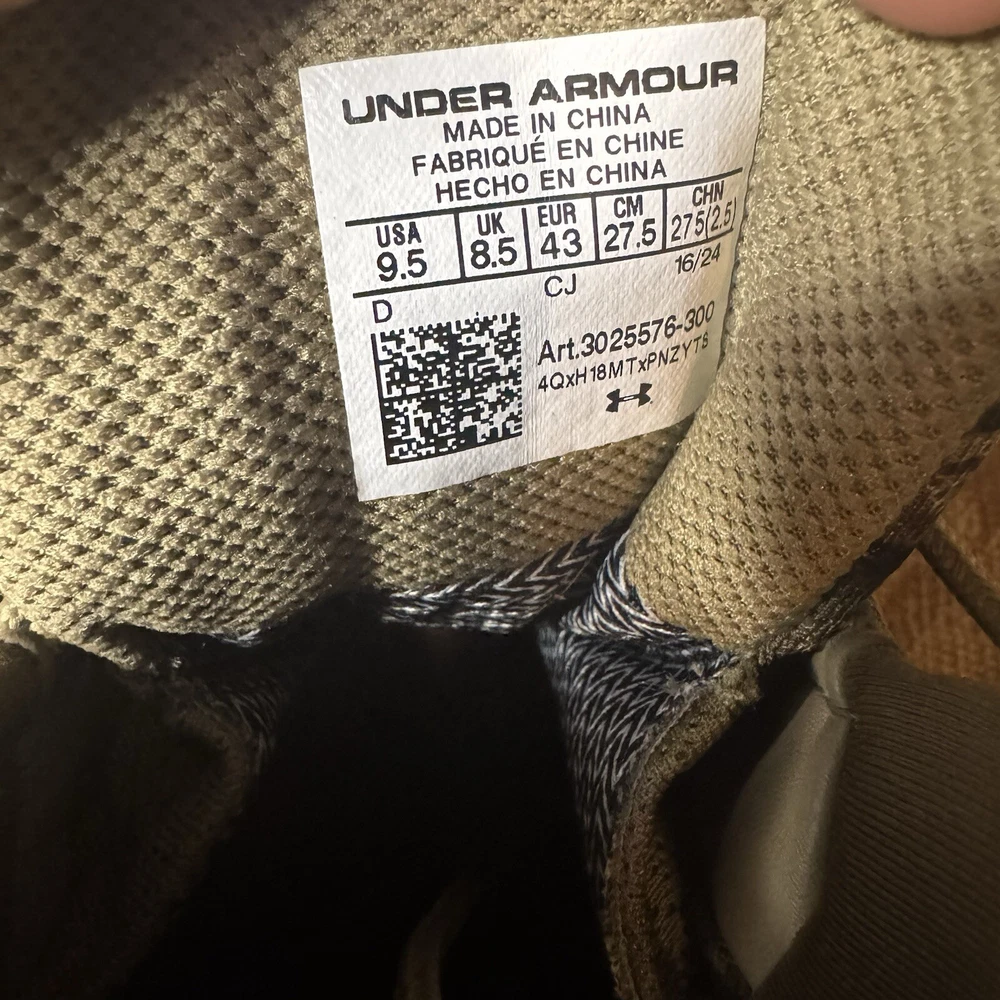 UNDER ARMOUR
MADE IN CHINA
FABRIQUÉ EN CHINE
HECHO EN CHINA
USA UK EUR CM CHN
9.5 8.5 43 27.5 275(2.5)
D CJ 16/24
Art.3025576-300
4QxH18MTxPNZYT8